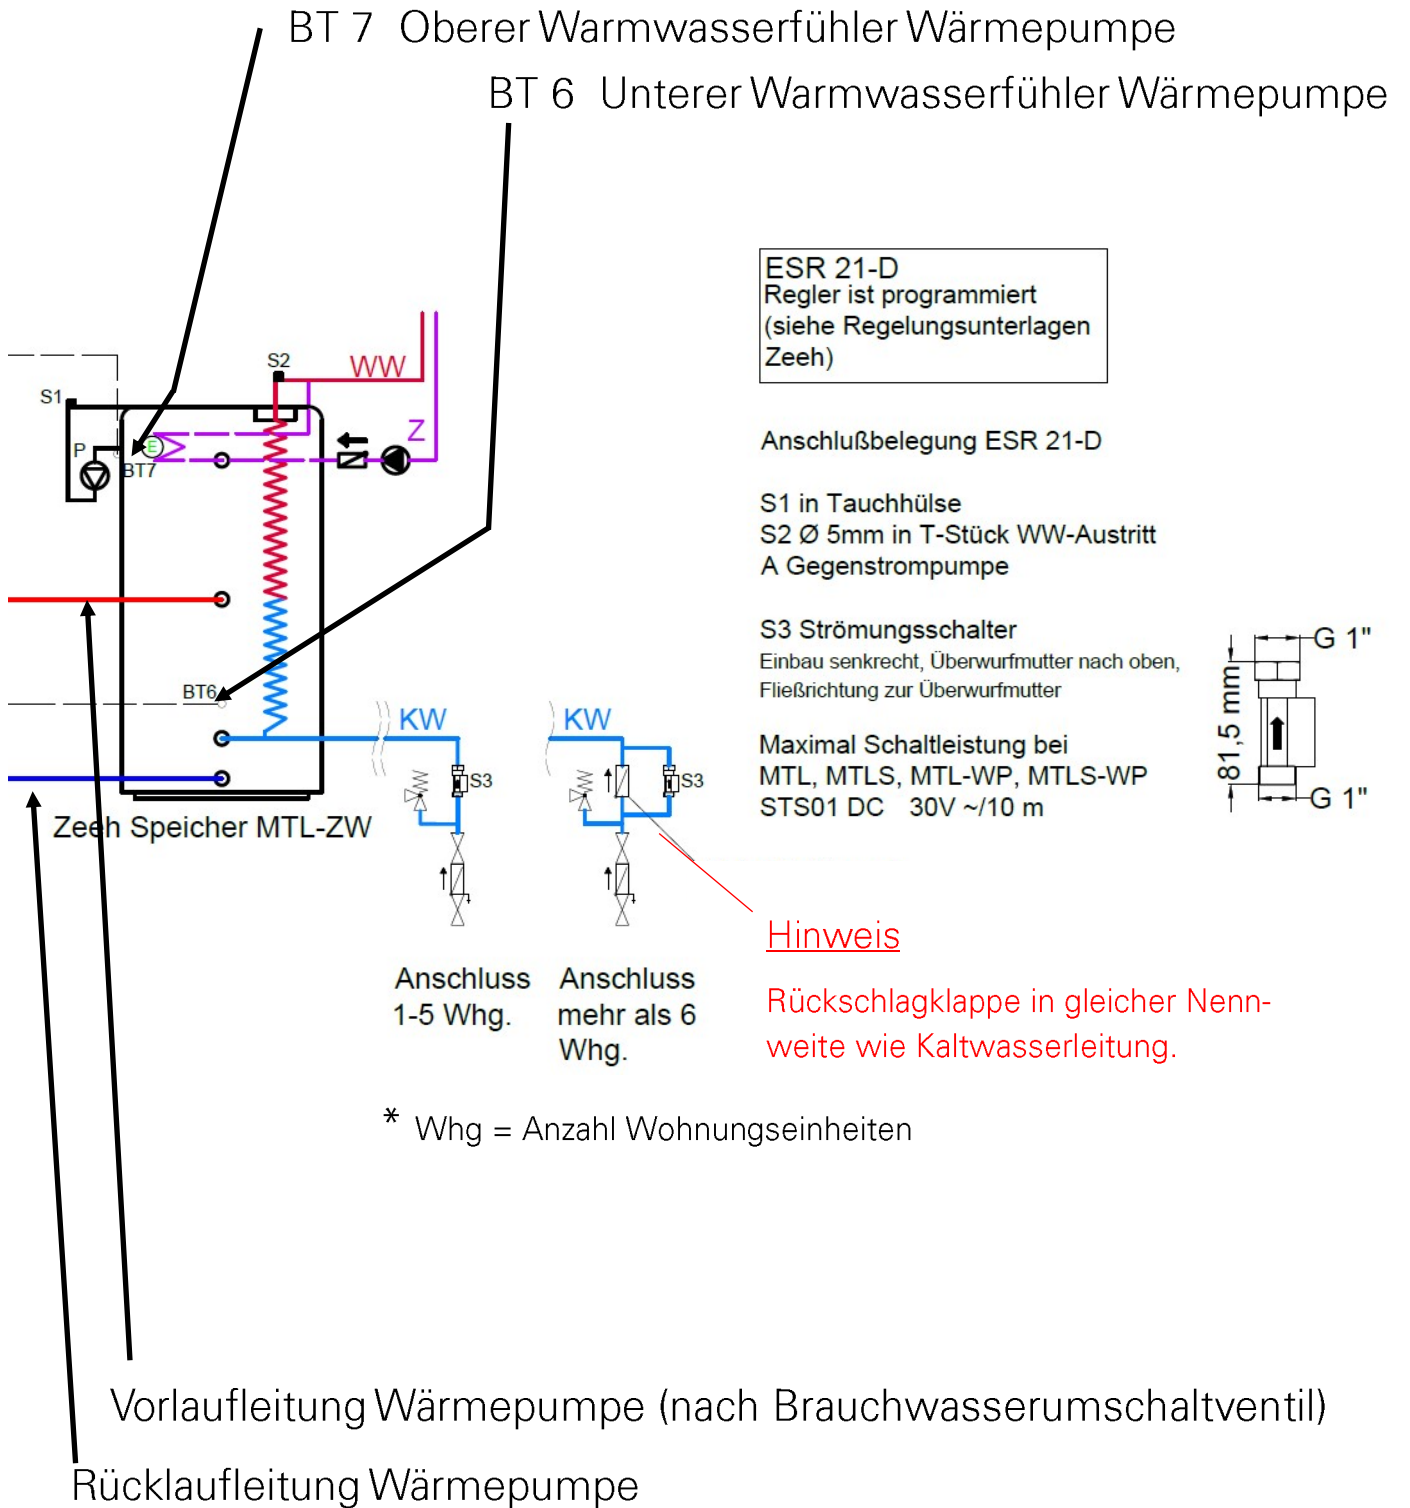 BT 7 Oberer Warmwasserfühler Wärmepumpe
BT 6 Unterer Warmwasserfühler Wärmepumpe
ESR 21-D
Regler ist programmiert
(siehe Regelungsunterlagen
Zeeh)
S2
WW
S1
P
E
BT7
Z
Anschlußbelegung ESR 21-D
S1 in Tauchhülse
S2 Ø 5mm in T-Stück WW-Austritt
A Gegenstrompumpe
S3 Strömungsschalter
Einbau senkrecht, Überwurfmutter nach oben,
Fließrichtung zur Überwurfmutter
G 1"
81,5 mm
G 1"
BT6
KW
KW
S3
S3
Maximal Schaltleistung bei
MTL, MTLS, MTL-WP, MTLS-WP
STS01 DC 30V ~/10 m
Zeeh Speicher MTL-ZW
Hinweis
Rückschlagklappe in gleicher Nenn-
weite wie Kaltwasserleitung.
Anschluss
1-5 Whg.
Anschluss
mehr als 6
Whg.
* Whg = Anzahl Wohnungseinheiten
Vorlaufleitung Wärmepumpe (nach Brauchwasserumschaltventil)
Rücklaufleitung Wärmepumpe